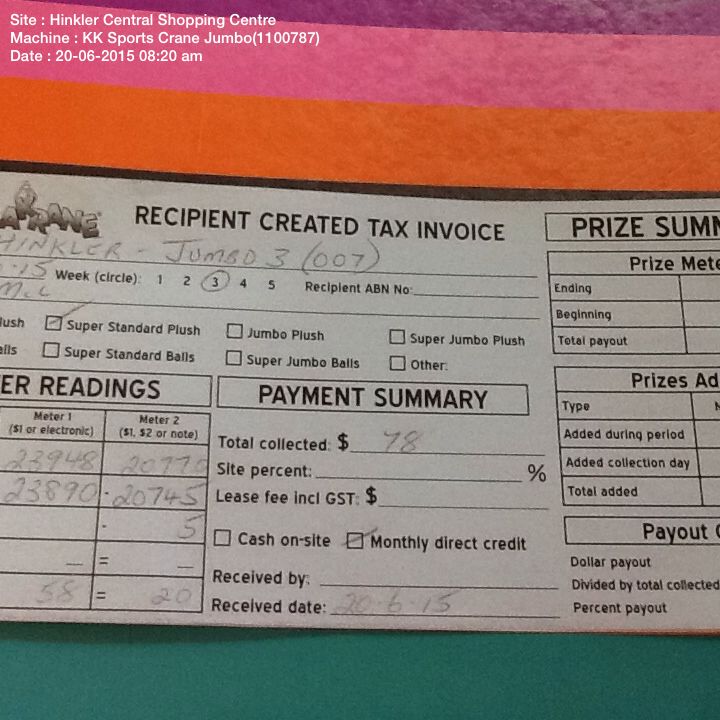 Site : Hinkler Central Shopping Centre
Machine : KK Sports Crane Jumbo(1100787)
Date : 20-06-2015 08:20 am
RECIPIENT CREATED TAX INVOICE
HINKLER - JUMBO 3 (007)
Week (circle): 1 2 3 4 5 Recipient ABN No:
Super Standard Plush Jumbo Plush Super Jumbo Plush
Super Standard Balls Super Jumbo Balls Other:
ER READINGS
Meter 1 Meter 2
($1 or electronic) ($1, $2 or note)
23948 20770
23890 - 20745
- 5
— = —
58 = 20
PAYMENT SUMMARY
Total collected: $ 78
Site percent: %
Lease fee incl GST: $
Cash on-site Monthly direct credit
Received by:
Received date: 20-6-15
PRIZE SUMM
Prize Mete
Ending
Beginning
Total payout
Prizes Ad
Type N
Added during period
Added collection day
Total added
Payout
Dollar payout
Divided by total collected
Percent payout